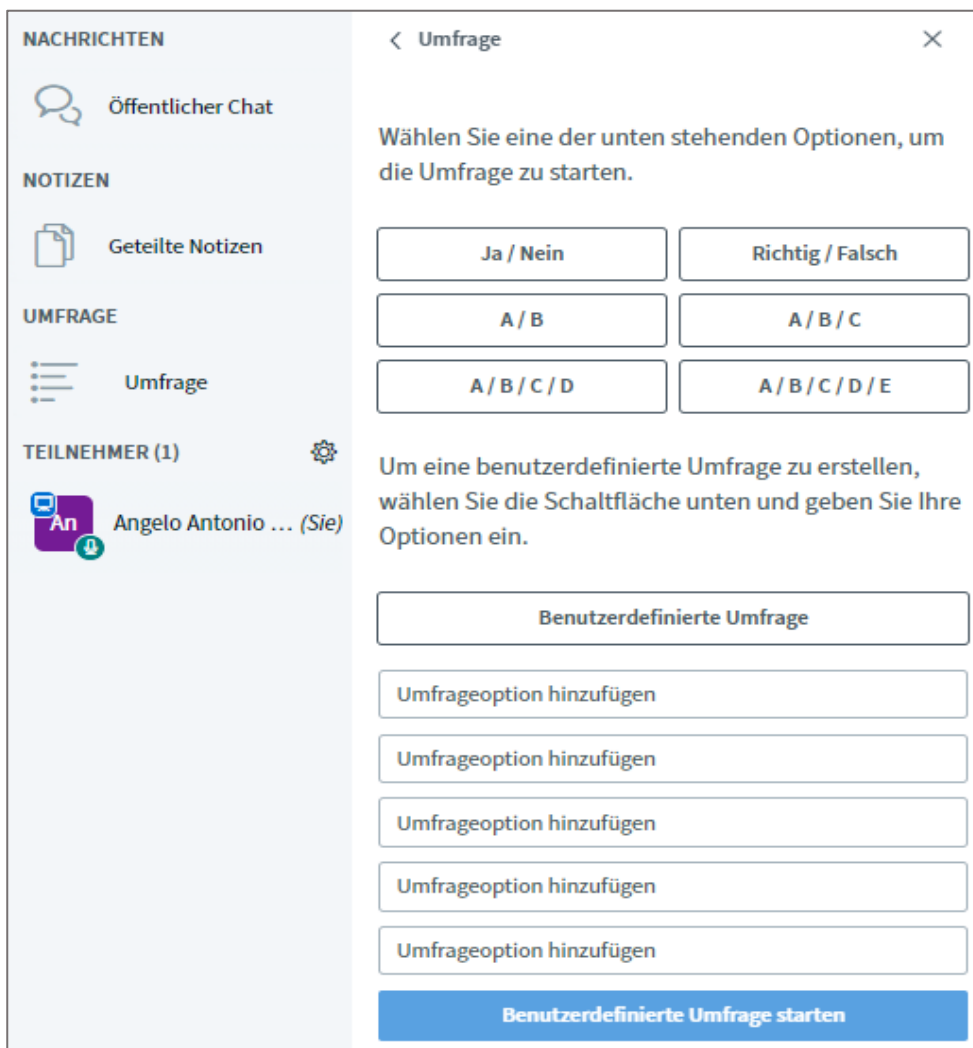 NACHRICHTEN
Öffentlicher Chat
NOTIZEN
Geteilte Notizen
UMFRAGE
Umfrage
TEILNEHMER (1)
An
Angelo Antonio … (Sie)
Umfrage
Wählen Sie eine der unten stehenden Optionen, um
die Umfrage zu starten.
Ja / Nein
Richtig / Falsch
A / B
A / B / C
A / B / C / D
A / B / C / D / E
Um eine benutzerdefinierte Umfrage zu erstellen,
wählen Sie die Schaltfläche unten und geben Sie Ihre
Optionen ein.
Benutzerdefinierte Umfrage
Umfrageoption hinzufügen
Umfrageoption hinzufügen
Umfrageoption hinzufügen
Umfrageoption hinzufügen
Umfrageoption hinzufügen
Benutzerdefinierte Umfrage starten